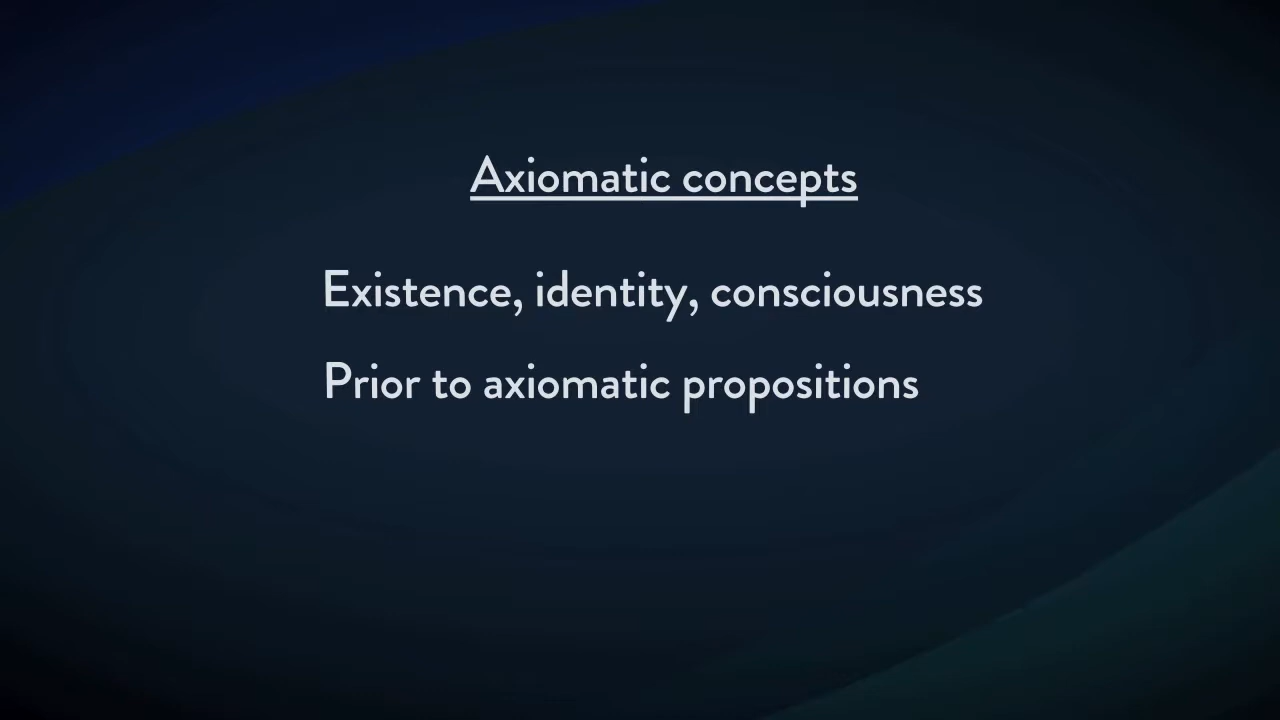 Axiomatic concepts
Existence, identity, consciousness
Prior to axiomatic propositions